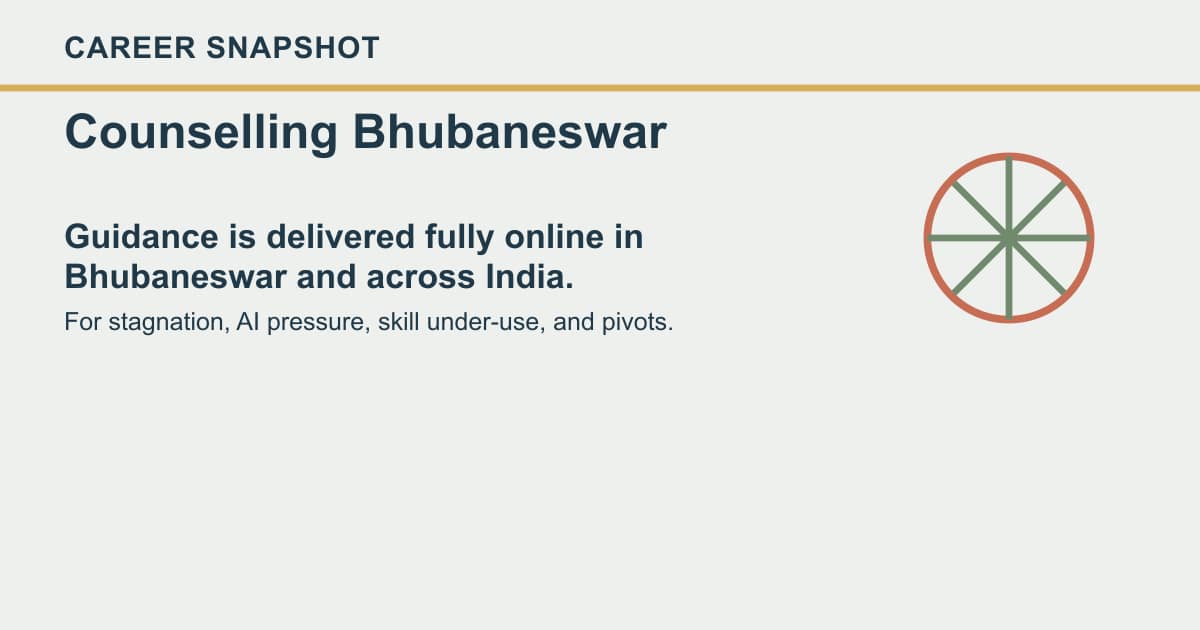 CAREER SNAPSHOT
Counselling Bhubaneswar
Guidance is delivered fully online in
Bhubaneswar and across India.
For stagnation, AI pressure, skill under-use, and pivots.